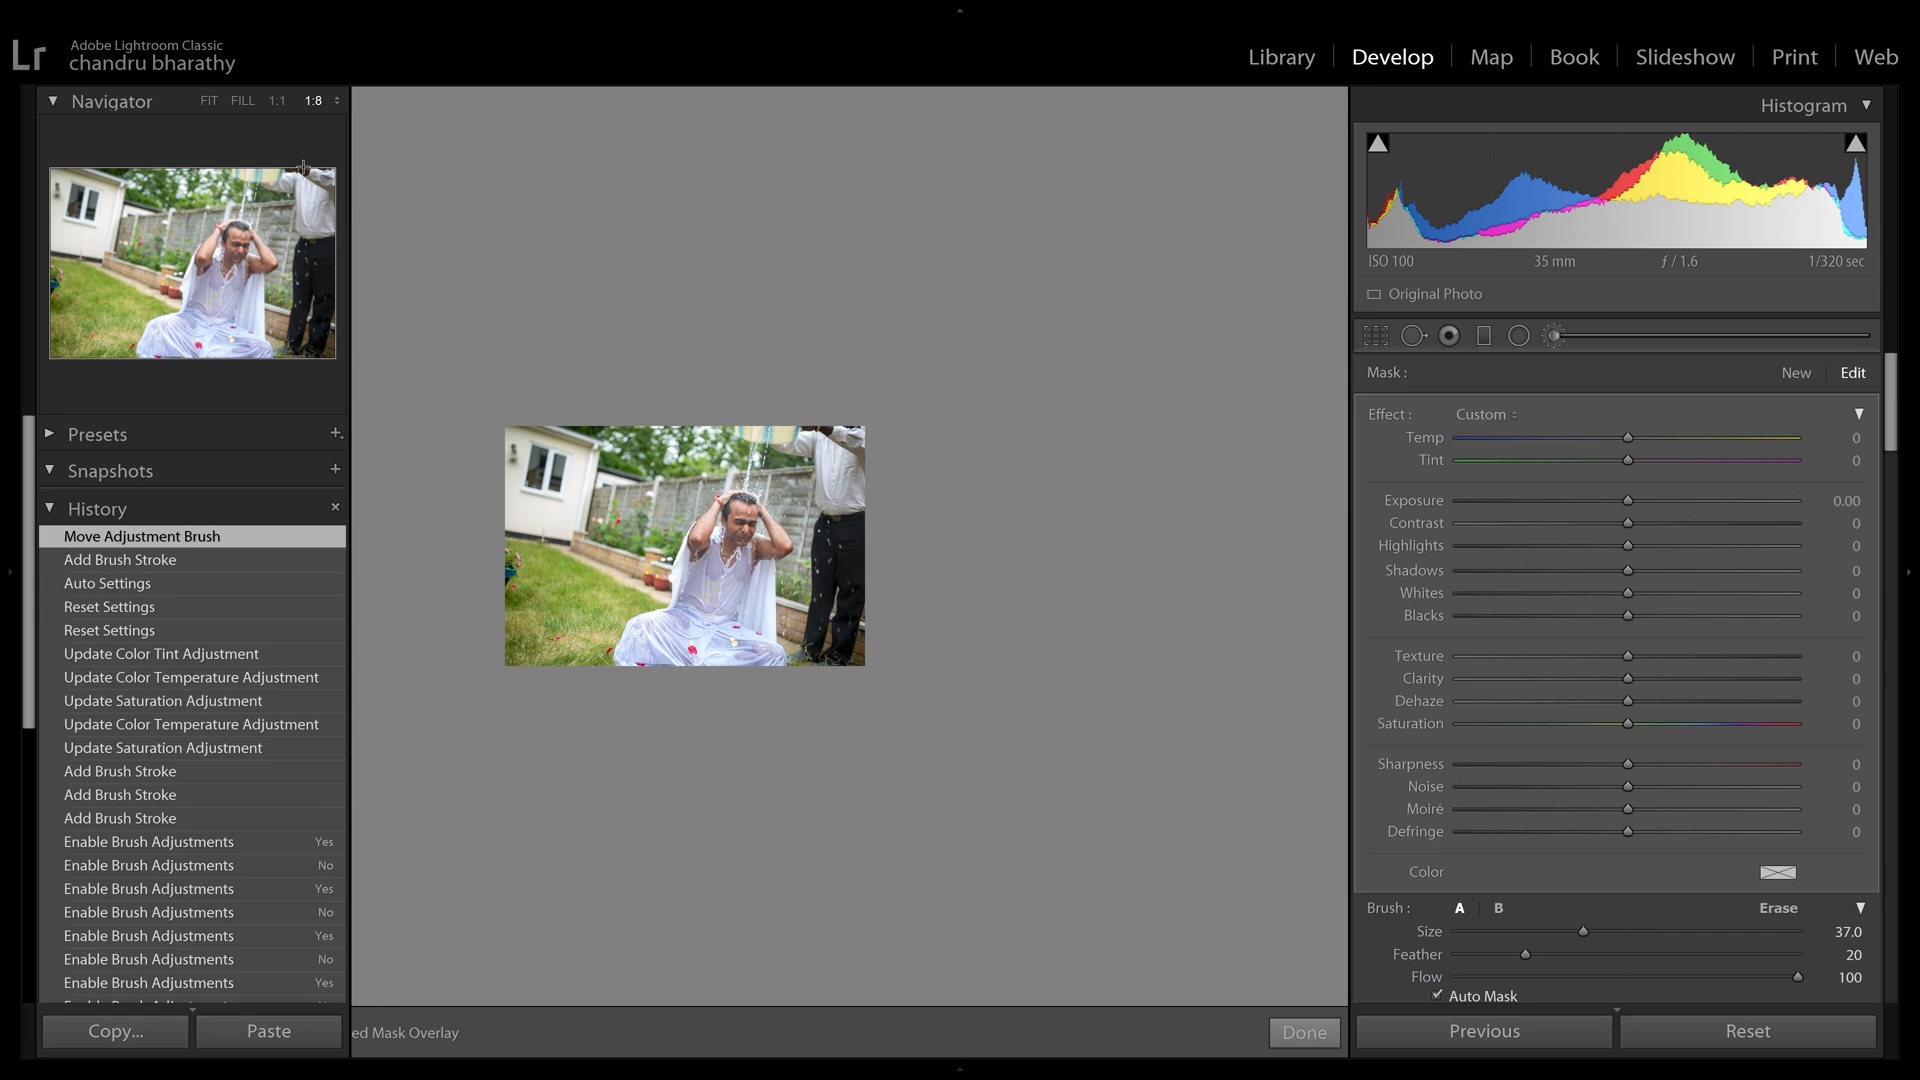 Lr
Adobe Lightroom Classic
chandru bharathy
Library
Develop
Map
Book
Slideshow
Print
Web
Navigator
FIT FILL 1:1 1:8
Presets
Snapshots
History
Move Adjustment Brush
Add Brush Stroke
Auto Settings
Reset Settings
Reset Settings
Update Color Tint Adjustment
Update Color Temperature Adjustment
Update Saturation Adjustment
Update Color Temperature Adjustment
Update Saturation Adjustment
Add Brush Stroke
Add Brush Stroke
Add Brush Stroke
Enable Brush Adjustments Yes
Enable Brush Adjustments No
Enable Brush Adjustments Yes
Enable Brush Adjustments No
Enable Brush Adjustments Yes
Enable Brush Adjustments No
Enable Brush Adjustments Yes
Copy...
Paste
ed Mask Overlay
Done
Histogram
ISO 100 35 mm ƒ / 1.6 1/320 sec
Original Photo
Mask : New Edit
Effect : Custom
Temp 0
Tint 0
Exposure 0.00
Contrast 0
Highlights 0
Shadows 0
Whites 0
Blacks 0
Texture 0
Clarity 0
Dehaze 0
Saturation 0
Sharpness 0
Noise 0
Moiré 0
Defringe 0
Color
Brush : A B Erase
Size 37.0
Feather 20
Flow 100
Auto Mask
Previous
Reset